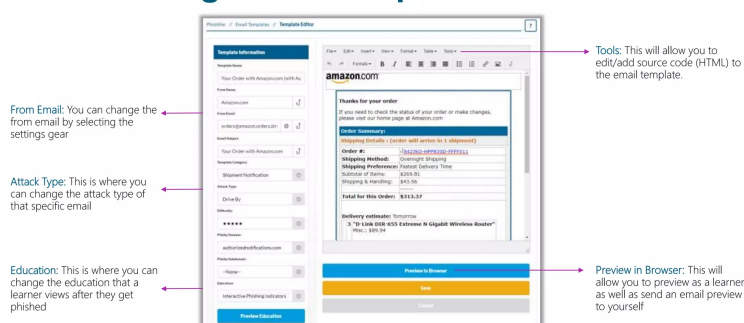 Phishline // Email Templates // Template Editor
?
Template Information
Template Name
Your Order with Amazon.com (with Au
From Name
Amazon.com
From Email
orders@amazon.orders.din
Email Subject
Your Order with Amazon.com
Template Category
Shipment Notification
Attack Type
Drive By
Difficulty
★★★★★
Phishy Domain
authorizednotifications.com
Phishy Subdomain
--None--
Education
Interactive Phishing Indicators
Preview Education
File Edit Insert View Format Table Tools
Formats B I
amazon.com
Thanks for your order
If you need to check the status of your order or make changes,
please visit our home page at Amazon.com
Order Summary:
Shipping Details : (order will arrive in 1 shipment)
Order #:
Shipping Method: Overnight Shipping
Shipping Preference: Fastest Delivery Time
Subtotal of Items: $269.81
Shipping & Handling: $43.56
------
Total for this Order: $313.37
Delivery estimate: Tomorrow
3 "D-Link DIR-655 Extreme N Gigabit Wireless Router"
Misc.; $89.94
Preview in Browser
Save
Cancel
From Email: You can change the
from email by selecting the
settings gear
Attack Type: This is where you
can change the attack type of
that specific email
Education: This is where you can
change the education that a
learner views after they get
phished
Tools: This will allow you to
edit/add source code (HTML) to
the email template.
Preview in Browser: This will
allow you to preview as a learner
as well as send an email preview
to yourself